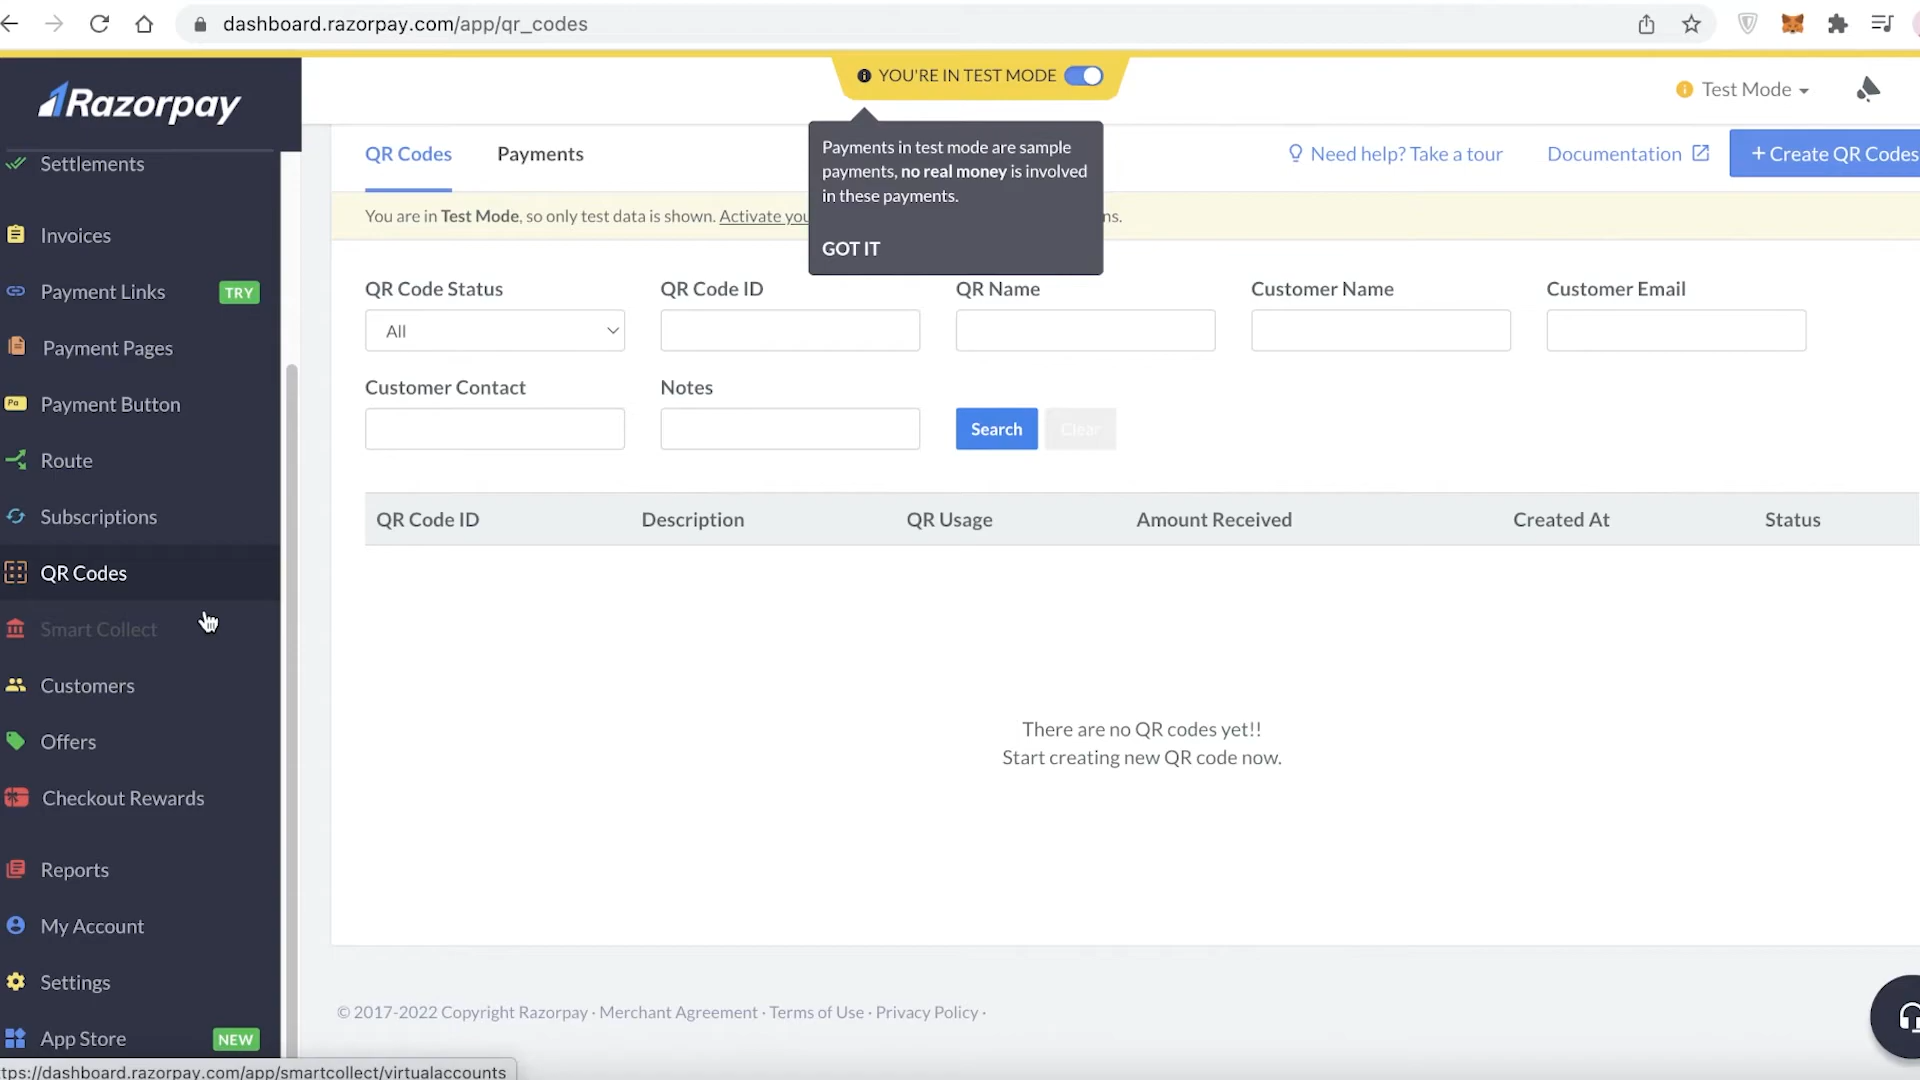 dashboard.razorpay.com/app/qr_codes
YOU'RE IN TEST MODE
Razorpay
Test Mode
Settlements
Invoices
Payment Links TRY
Payment Pages
Pa Payment Button
Route
Subscriptions
QR Codes
Smart Collect
Customers
Offers
Checkout Rewards
Reports
My Account
Settings
App Store NEW
QR Codes Payments
Need help? Take a tour Documentation + Create QR Codes
Payments in test mode are sample
payments, no real money is involved
in these payments.
GOT IT
You are in Test Mode, so only test data is shown. Activate you ns.
QR Code Status QR Code ID QR Name Customer Name Customer Email
All
Customer Contact Notes
Search Clear
QR Code ID Description QR Usage Amount Received Created At Status
There are no QR codes yet!!
Start creating new QR code now.
© 2017-2022 Copyright Razorpay · Merchant Agreement · Terms of Use · Privacy Policy ·
tps://dashboard.razorpay.com/app/smartcollect/virtualaccounts